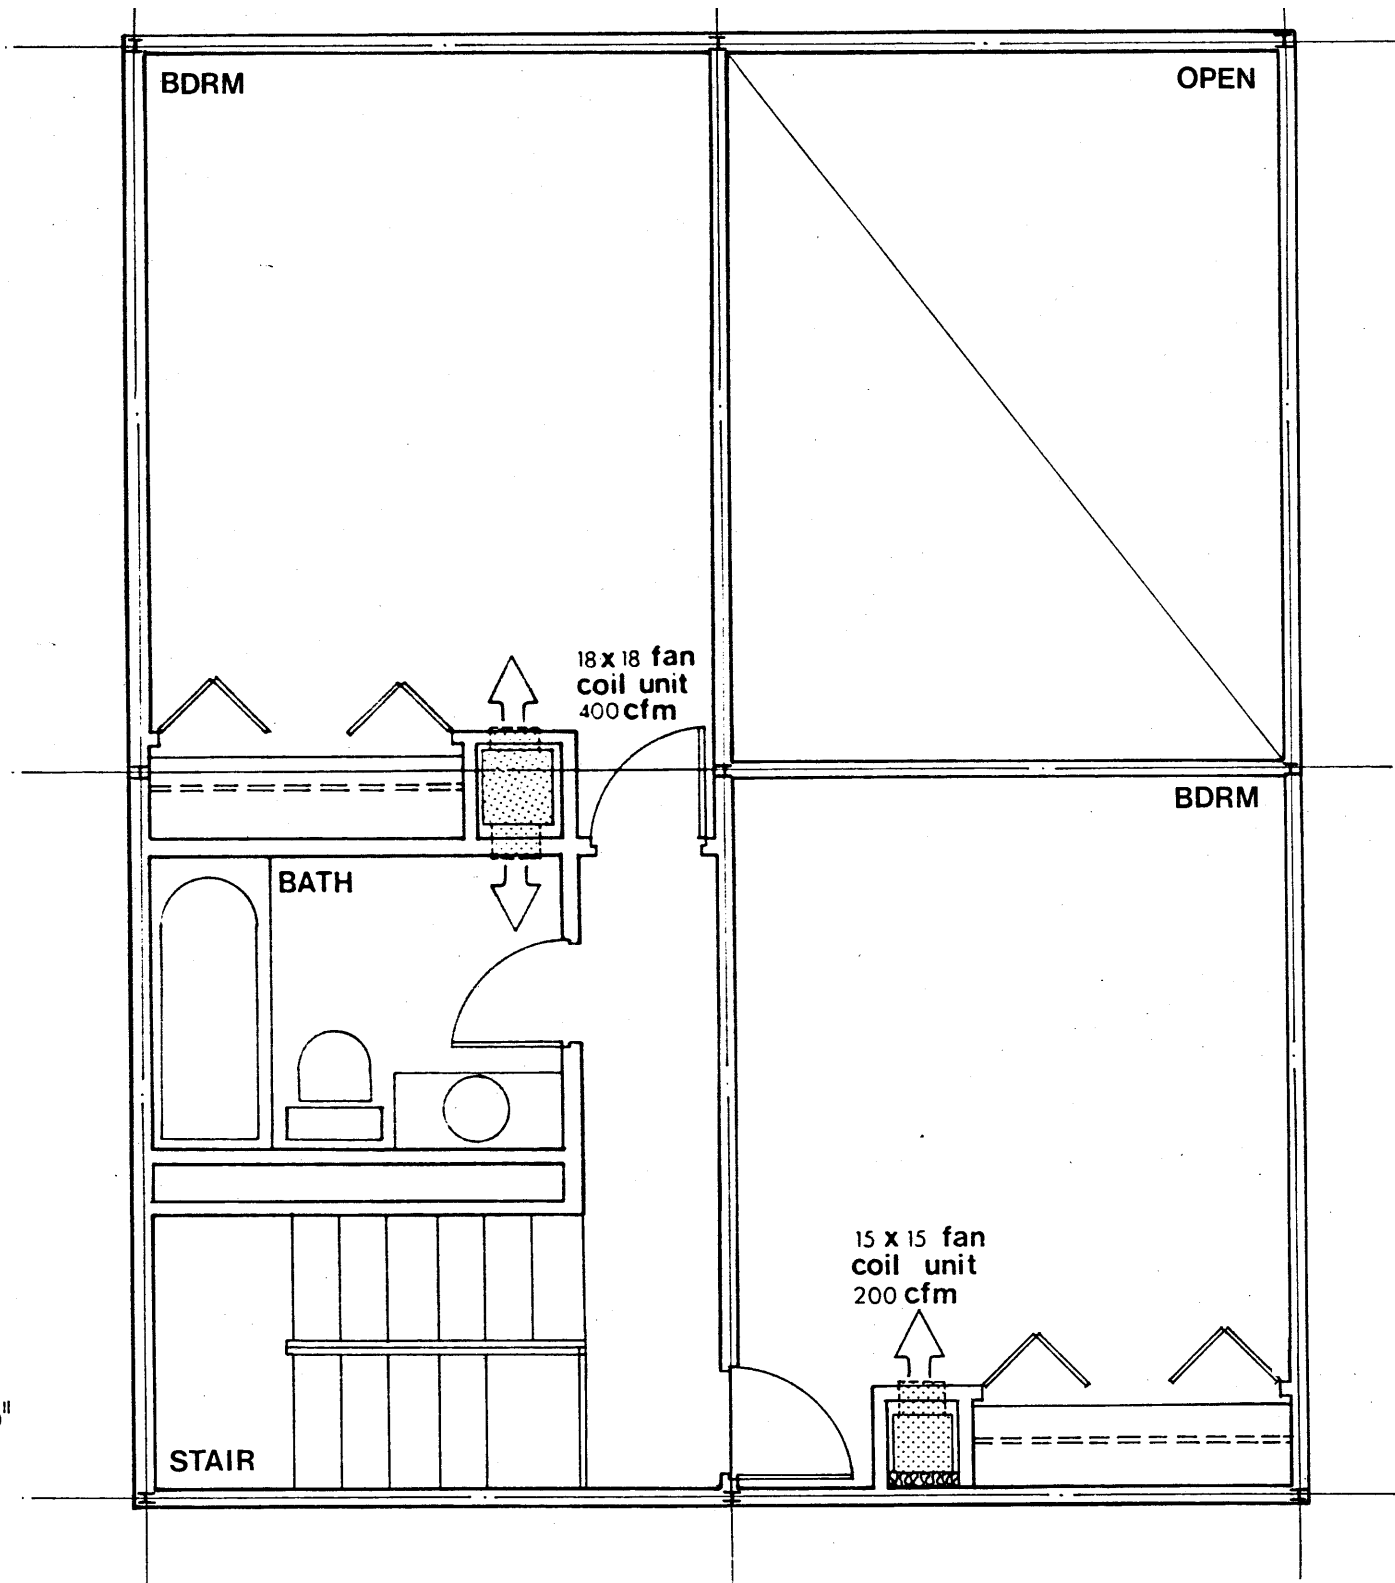 BDRM
OPEN
18 x 18 fan
coil unit
400 cfm
BDRM
BATH
15 x 15 fan
coil unit
200 cfm
STAIR
"